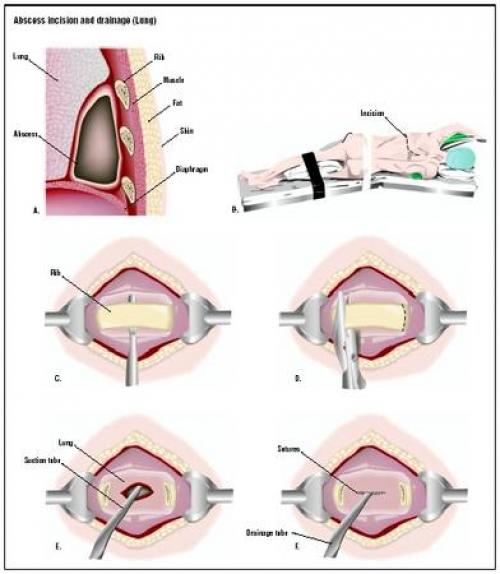 Abscess incision and drainage (Lung)
Lung
Rib
Muscle
Fat
Skin
Abscess
Diaphragm
A.
Incision
B.
Rib
C.
D.
Lung
Suction tube
E.
Sutures
Drainage tube
F.